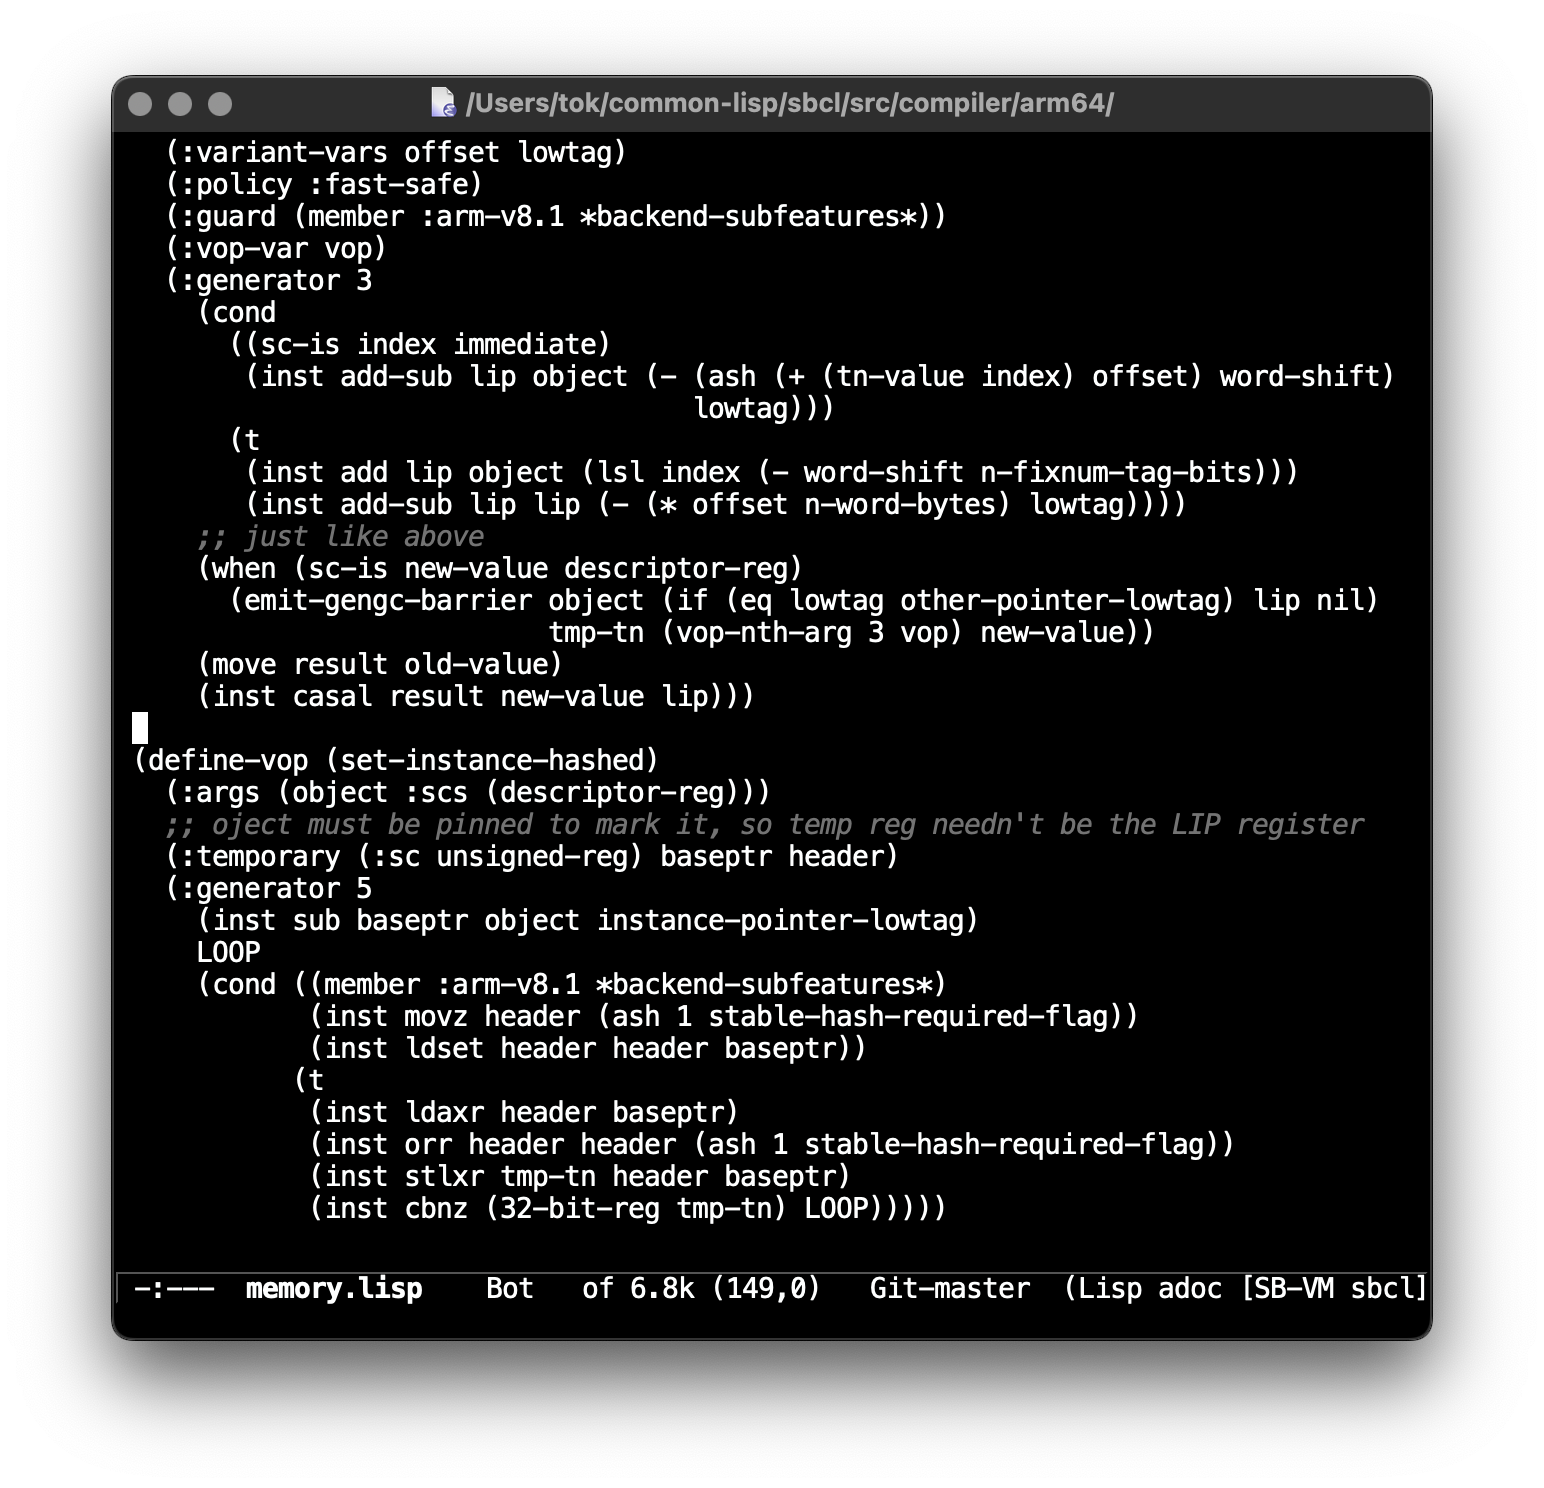 /Users/tok/common-lisp/sbcl/src/compiler/arm64/
  (:variant-vars offset lowtag)
  (:policy :fast-safe)
  (:guard (member :arm-v8.1 *backend-subfeatures*))
  (:vop-var vop)
  (:generator 3
    (cond
      ((sc-is index immediate)
       (inst add-sub lip object (- (ash (+ (tn-value index) offset) word-shift)
                                   lowtag)))
      (t
       (inst add lip object (lsl index (- word-shift n-fixnum-tag-bits)))
       (inst add-sub lip lip (- (* offset n-word-bytes) lowtag))))
    ;; just like above
    (when (sc-is new-value descriptor-reg)
      (emit-gengc-barrier object (if (eq lowtag other-pointer-lowtag) lip nil)
                          tmp-tn (vop-nth-arg 3 vop) new-value))
    (move result old-value)
    (inst casal result new-value lip)))

(define-vop (set-instance-hashed)
  (:args (object :scs (descriptor-reg)))
  ;; oject must be pinned to mark it, so temp reg needn't be the LIP register
  (:temporary (:sc unsigned-reg) baseptr header)
  (:generator 5
    (inst sub baseptr object instance-pointer-lowtag)
    LOOP
    (cond ((member :arm-v8.1 *backend-subfeatures*)
           (inst movz header (ash 1 stable-hash-required-flag))
           (inst ldset header header baseptr))
          (t
           (inst ldaxr header baseptr)
           (inst orr header header (ash 1 stable-hash-required-flag))
           (inst stlxr tmp-tn header baseptr)
           (inst cbnz (32-bit-reg tmp-tn) LOOP)))))
-:---  memory.lisp    Bot   of 6.8k (149,0)   Git-master  (Lisp adoc [SB-VM sbcl]